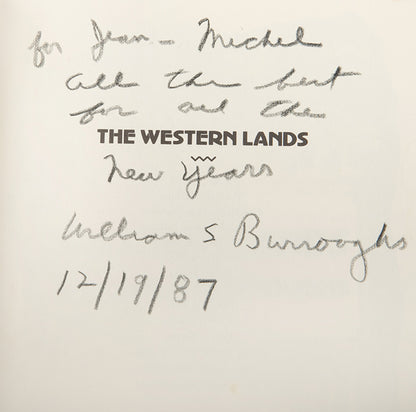 for Jean-Michel
all the best
for all the
THE WESTERN LANDS
New Years
William S Burroughs
12/19/87